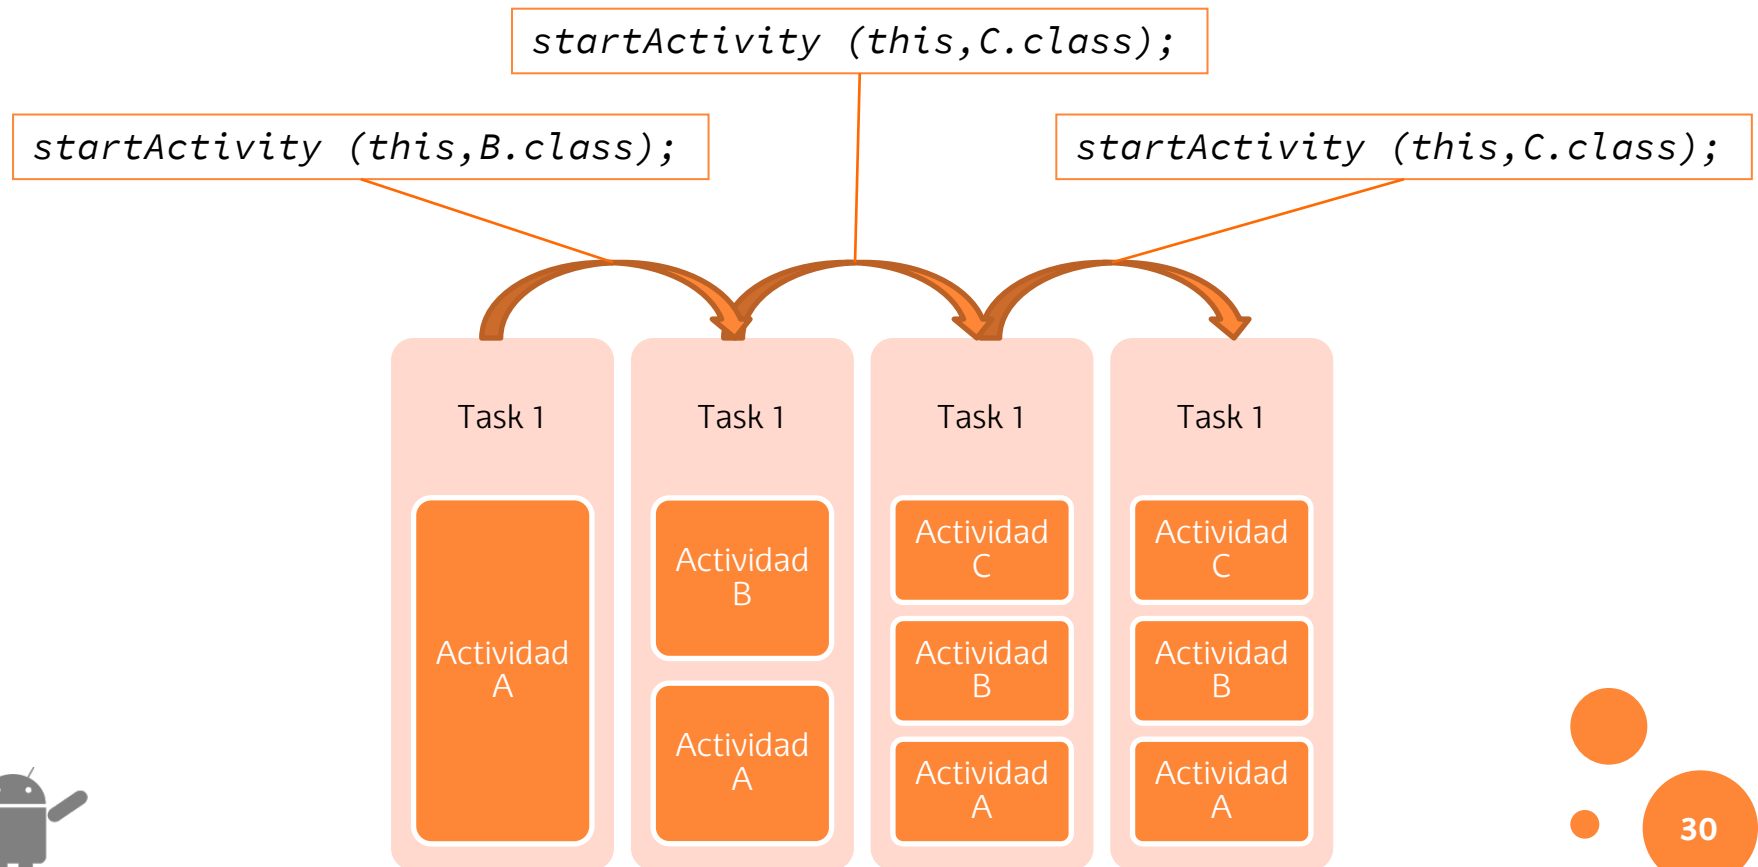 startActivity (this,C.class);
startActivity (this,B.class);
startActivity (this,C.class);
Task 1
Task 1
Task 1
Task 1
Actividad
A
Actividad
B
Actividad
A
Actividad
C
Actividad
B
Actividad
A
Actividad
C
Actividad
B
Actividad
A
30